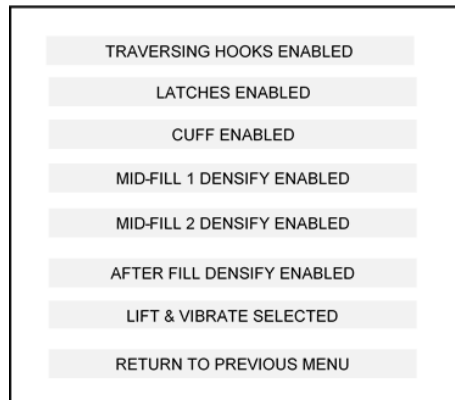 TRAVERSING HOOKS ENABLED
LATCHES ENABLED
CUFF ENABLED
MID-FILL 1 DENSIFY ENABLED
MID-FILL 2 DENSIFY ENABLED
AFTER FILL DENSIFY ENABLED
LIFT & VIBRATE SELECTED
RETURN TO PREVIOUS MENU